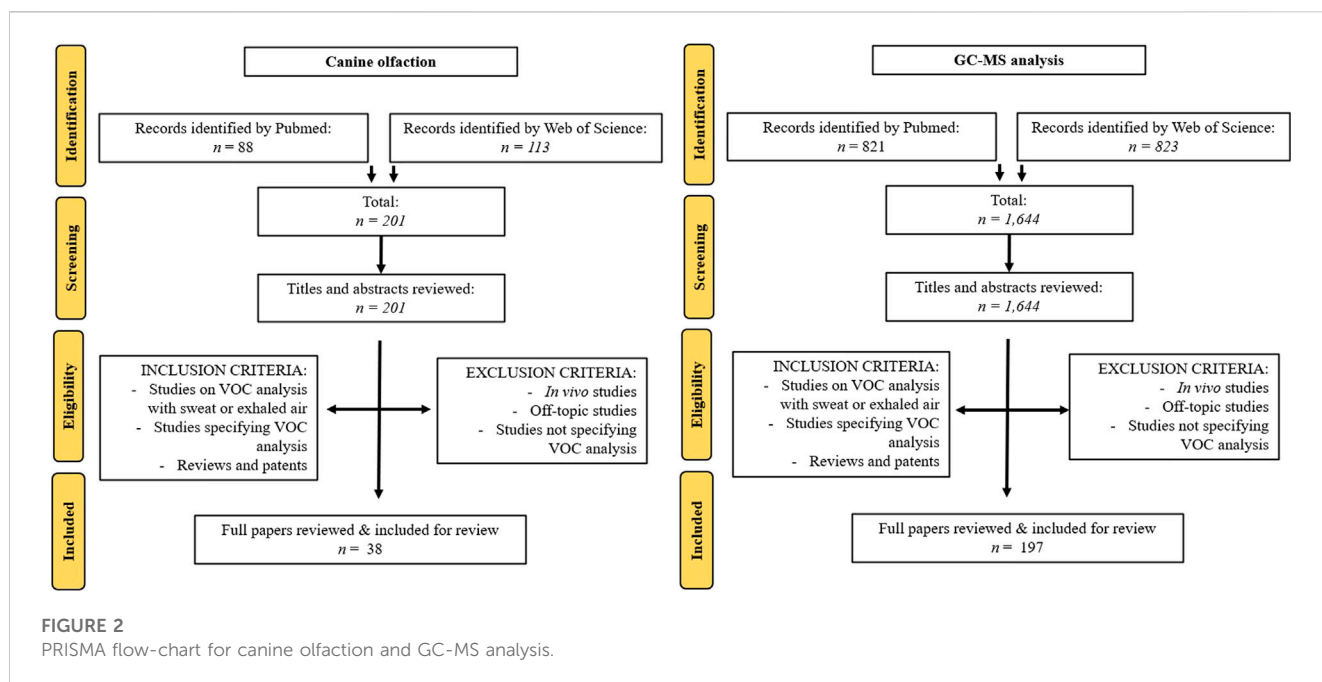 Identification
Screening
Eligibility
Included
Canine olfaction
Records identified by Pubmed:
n = 88
Records identified by Web of Science:
n = 113
Total:
n = 201
Titles and abstracts reviewed:
n = 201
INCLUSION CRITERIA:
- Studies on VOC analysis
with sweat or exhaled air
- Studies specifying VOC
analysis
- Reviews and patents
EXCLUSION CRITERIA:
- In vivo studies
- Off-topic studies
- Studies not specifying
VOC analysis
Full papers reviewed & included for review
n = 38
Identification
Screening
Eligibility
Included
GC-MS analysis
Records identified by Pubmed:
n = 821
Records identified by Web of Science:
n = 823
Total:
n = 1,644
Titles and abstracts reviewed:
n = 1,644
INCLUSION CRITERIA:
- Studies on VOC analysis
with sweat or exhaled air
- Studies specifying VOC
analysis
- Reviews and patents
EXCLUSION CRITERIA:
- In vivo studies
- Off-topic studies
- Studies not specifying
VOC analysis
Full papers reviewed & included for review
n = 197
FIGURE 2
PRISMA flow-chart for canine olfaction and GC-MS analysis.